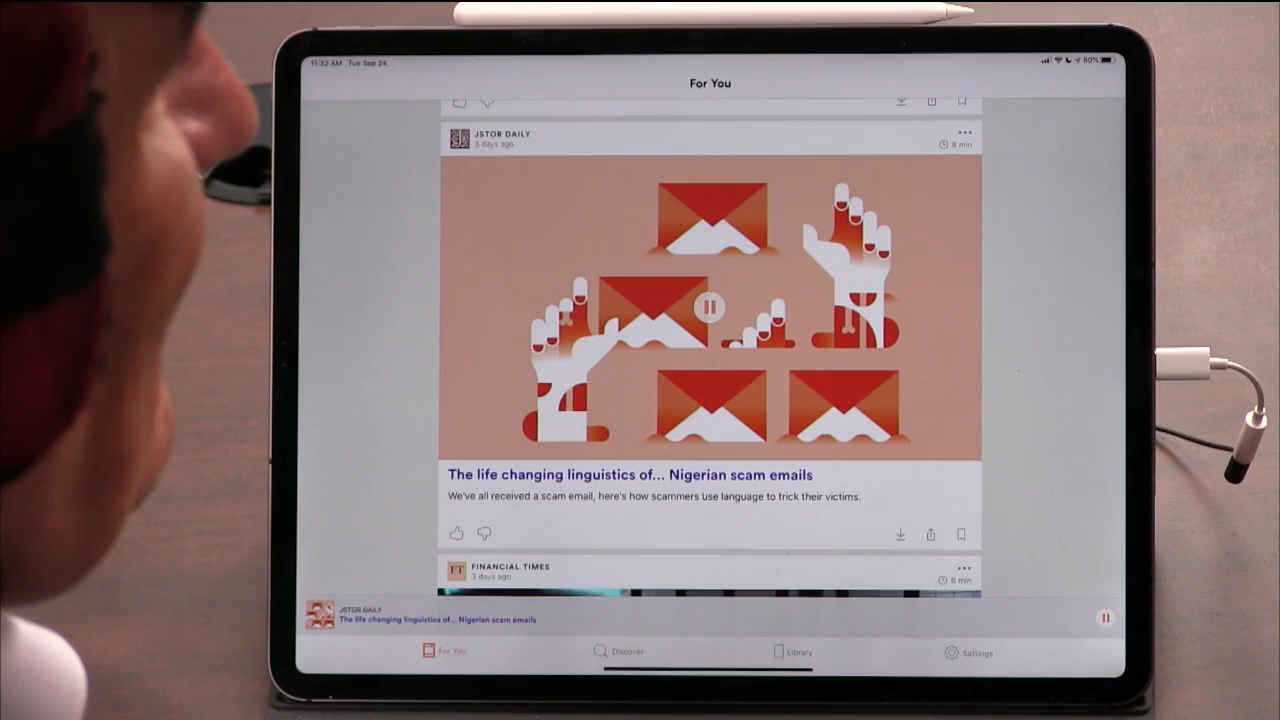 11:32 AM Tue Sep 24
80%
For You
JSTOR DAILY
3 days ago
8 min
The life changing linguistics of... Nigerian scam emails
We've all received a scam email, here's how scammers use language to trick their victims.
FT
FINANCIAL TIMES
3 days ago
6 min
JSTOR DAILY
The life changing linguistics of... Nigerian scam emails
For You
Discover
Library
Settings